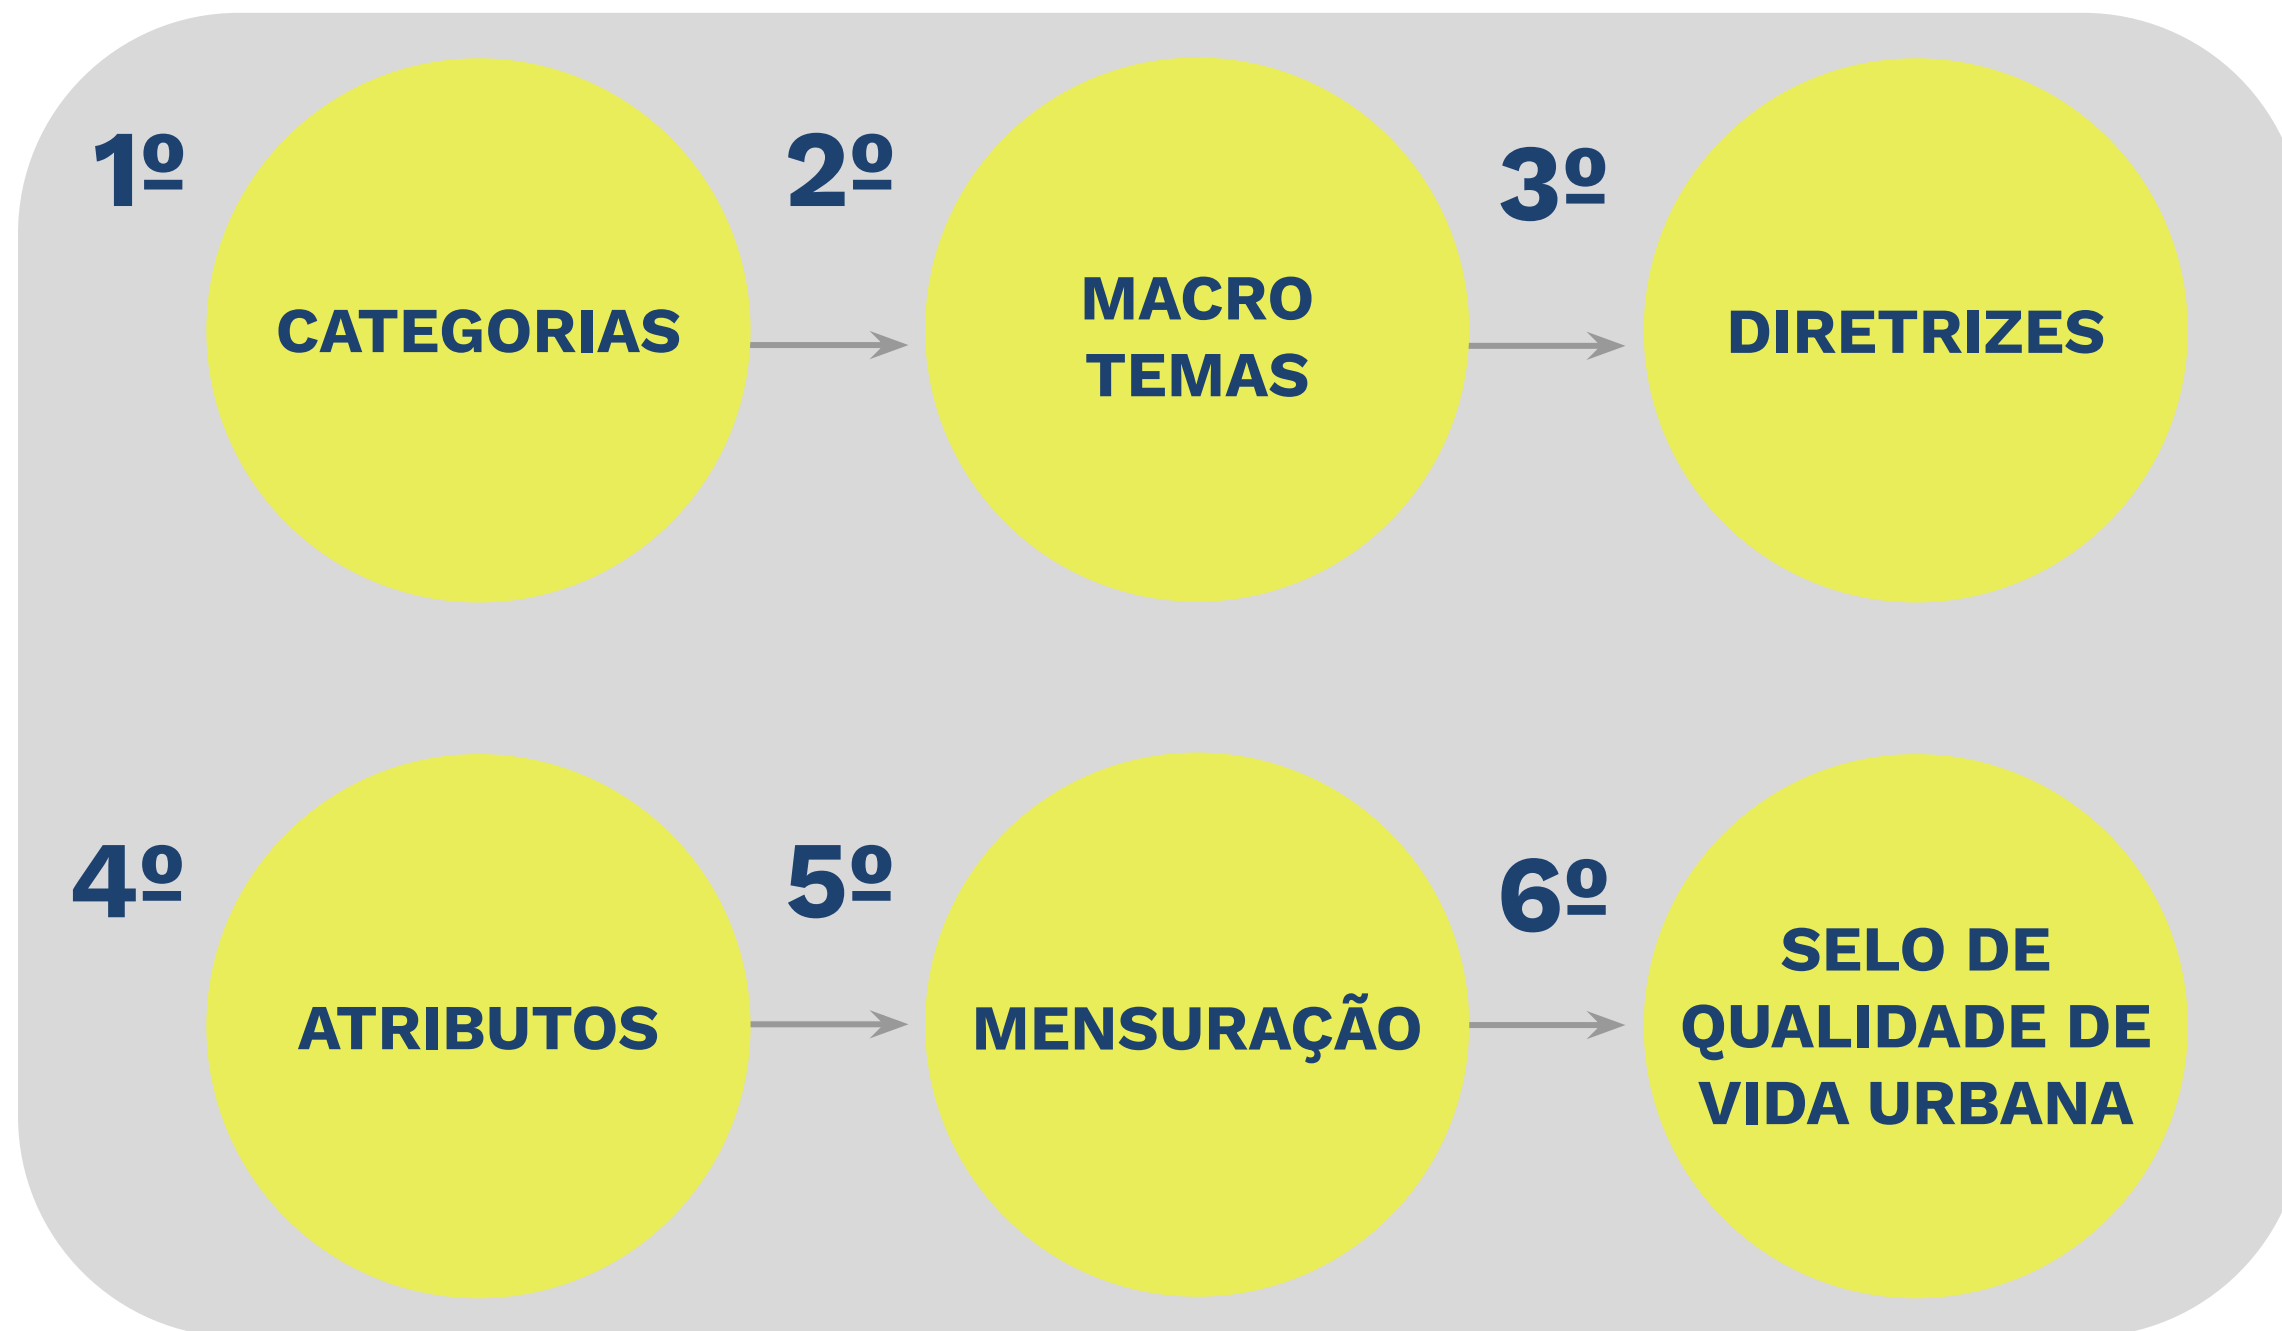 1º
CATEGORIAS
2º
MACRO
TEMAS
3º
DIRETRIZES
4º
ATRIBUTOS
5º
MENSURAÇÃO
6º
SELO DE
QUALIDADE DE
VIDA URBANA